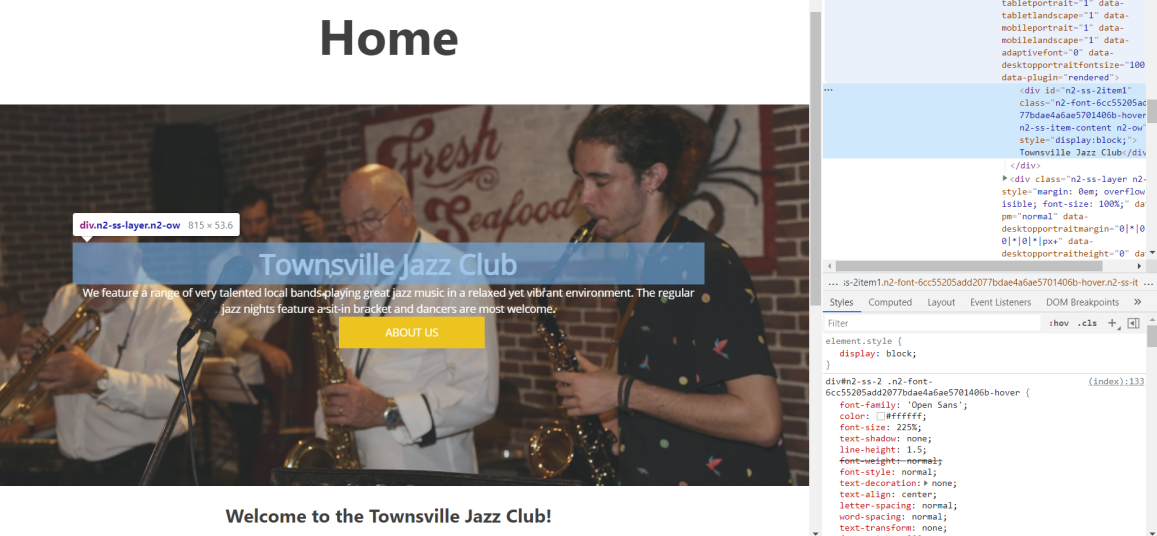 Home
Fresh
Seafood
div.n2-ss-layer.n2-ow 815 × 53.6
Townsville Jazz Club
We feature a range of very talented local bands playing great jazz music in a relaxed yet vibrant environment. The regular
jazz nights feature a sit-in bracket and dancers are most welcome.
ABOUT US
Welcome to the Townsville Jazz Club!
tabletportrait="1" data-
tabletlandscape="1" data-
mobileportrait="1" data-
mobilelandscape="1" data-
adaptivefont="0" data-
desktopportraitfontsize="100
data-plugin="rendered">
<div id="n2-ss-2item1"
class="n2-font-6cc55205ad
77bdae4a6ae5701406b-hover
n2-ss-item-content n2-ow"
style="display:block;">
Townsville Jazz Club</div
</div>
<div class="n2-ss-layer n2-
style="margin: 0em; overflow
isible; font-size: 100%;" da
pm="normal" data-
desktopportraitmargin="0|*|0
0|*|0|*|px+" data-
desktopportraitheight="0" da
... ;s-2item1.n2-font-6cc55205add2077bdae4a6ae5701406b-hover.n2-ss-it ...
Styles Computed Layout Event Listeners DOM Breakpoints »
Filter :hov .cls +
element.style {
display: block;
}
div#n2-ss-2 .n2-font- (index):133
6cc55205add2077bdae4a6ae5701406b-hover {
font-family: 'Open Sans';
color: #ffffff;
font-size: 225%;
text-shadow: none;
line-height: 1.5;
font-weight: normal;
font-style: normal;
text-decoration: none;
text-align: center;
letter-spacing: normal;
word-spacing: normal;
text-transform: none;